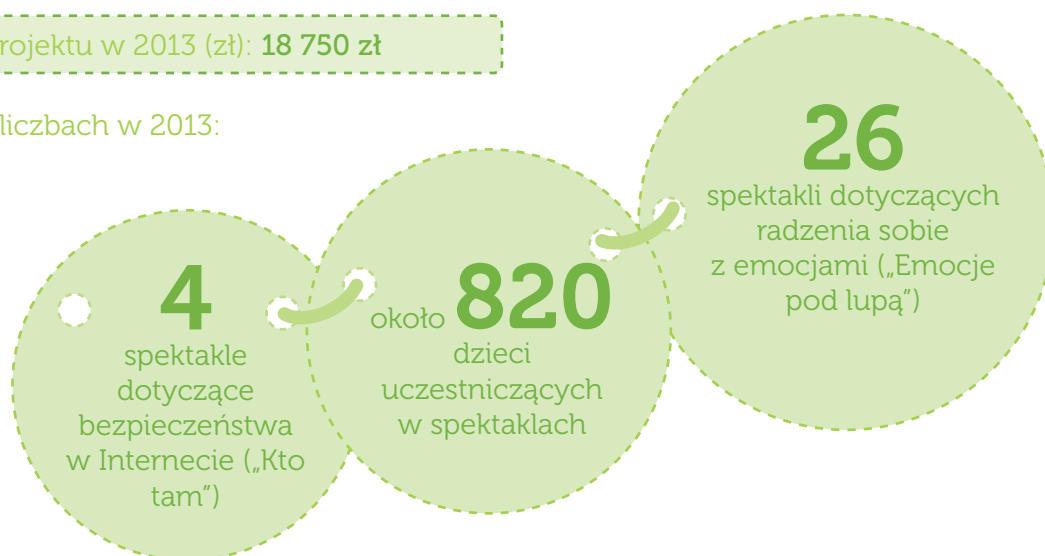 rojektu w 2013 (zł): 18 750 zł
liczbach w 2013:
4
spektakle
dotyczące
bezpieczeństwa
w Internecie („Kto
tam”)
około 820
dzieci
uczestniczących
w spektaklach
26
spektakli dotyczących
radzenia sobie
z emocjami („Emocje
pod lupą”)